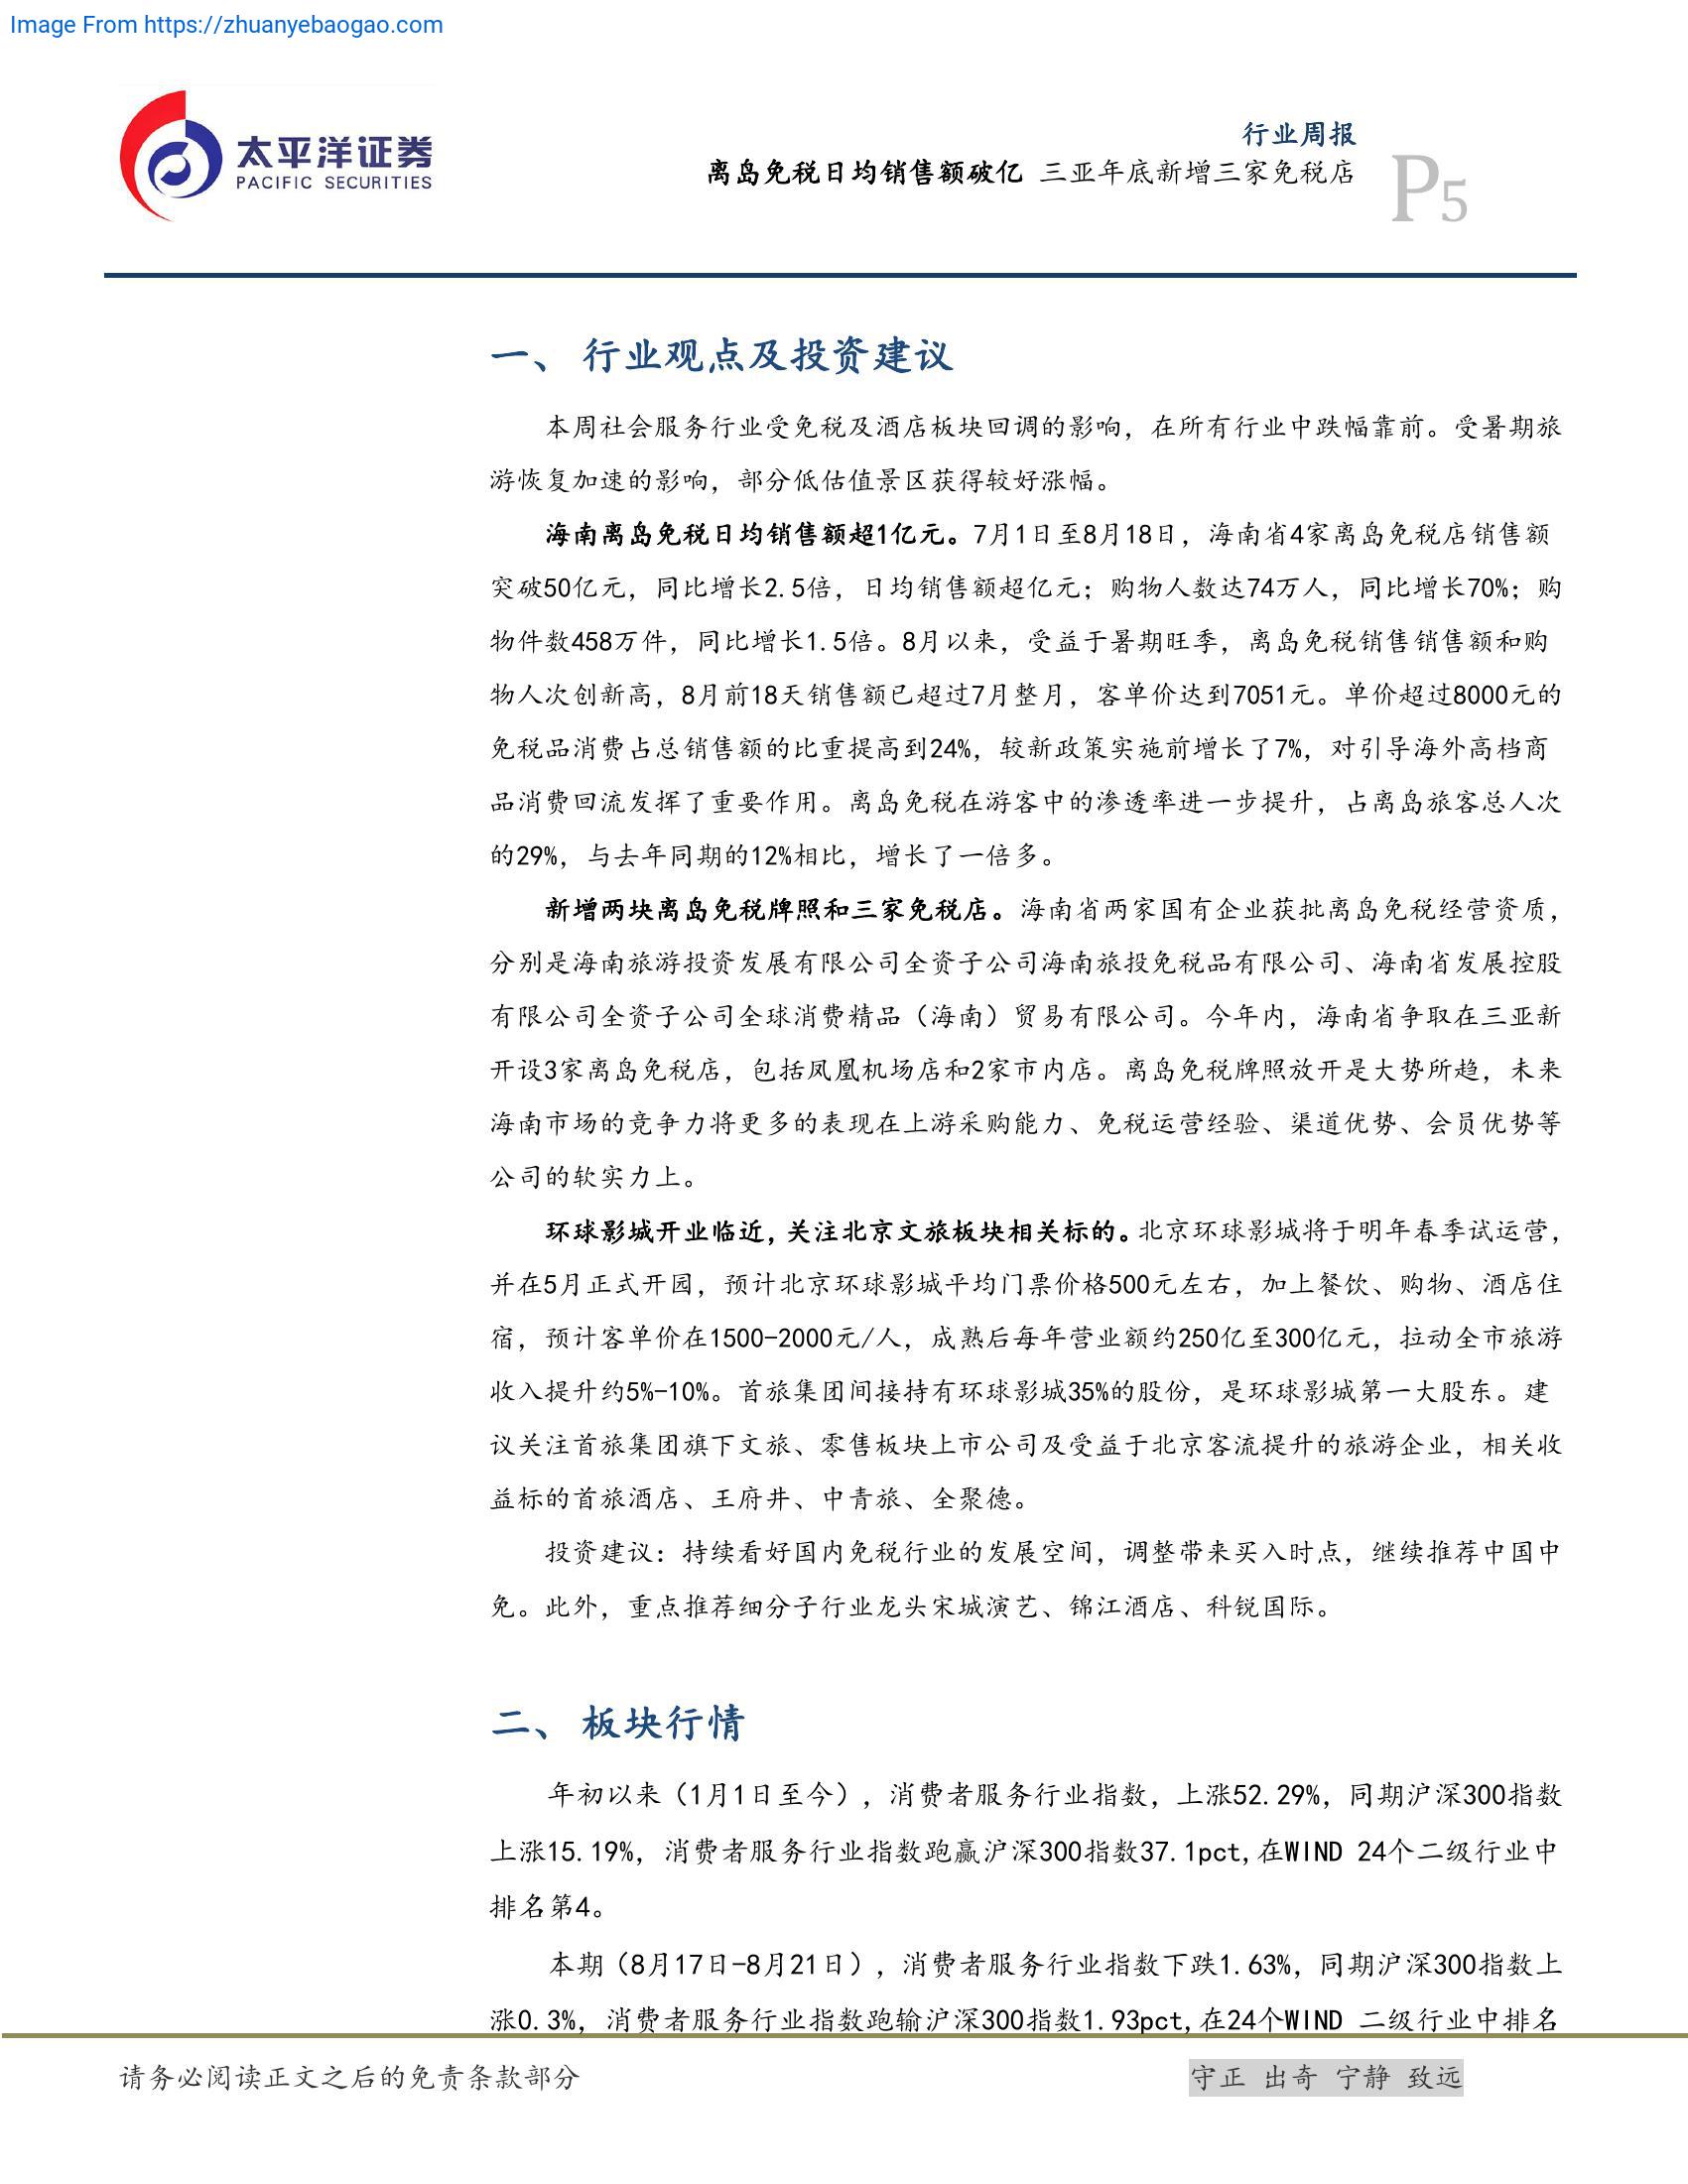 Image From https://zhuanyebaogao.com
太平洋证券
PACIFIC SECURITIES
行业周报
离岛免税日均销售额破亿 三亚年底新增三家免税店
P5
一、 行业观点及投资建议
本周社会服务行业受免税及酒店板块回调的影响，在所有行业中跌幅靠前。受暑期旅
游恢复加速的影响，部分低估值景区获得较好涨幅。
海南离岛免税日均销售额超1亿元。7月1日至8月18日，海南省4家离岛免税店销售额
突破50亿元，同比增长2.5倍，日均销售额超亿元；购物人数达74万人，同比增长70%；购
物件数458万件，同比增长1.5倍。8月以来，受益于暑期旺季，离岛免税销售销售额和购
物人次创新高，8月前18天销售额已超过7月整月，客单价达到7051元。单价超过8000元的
免税品消费占总销售额的比重提高到24%，较新政策实施前增长了7%，对引导海外高档商
品消费回流发挥了重要作用。离岛免税在游客中的渗透率进一步提升，占离岛旅客总人次
的29%，与去年同期的12%相比，增长了一倍多。
新增两块离岛免税牌照和三家免税店。海南省两家国有企业获批离岛免税经营资质，
分别是海南旅游投资发展有限公司全资子公司海南旅投免税品有限公司、海南省发展控股
有限公司全资子公司全球消费精品（海南）贸易有限公司。今年内，海南省争取在三亚新
开设3家离岛免税店，包括凤凰机场店和2家市内店。离岛免税牌照放开是大势所趋，未来
海南市场的竞争力将更多的表现在上游采购能力、免税运营经验、渠道优势、会员优势等
公司的软实力上。
环球影城开业临近，关注北京文旅板块相关标的。北京环球影城将于明年春季试运营，
并在5月正式开园，预计北京环球影城平均门票价格500元左右，加上餐饮、购物、酒店住
宿，预计客单价在1500-2000元/人，成熟后每年营业额约250亿至300亿元，拉动全市旅游
收入提升约5%-10%。首旅集团间接持有环球影城35%的股份，是环球影城第一大股东。建
议关注首旅集团旗下文旅、零售板块上市公司及受益于北京客流提升的旅游企业，相关收
益标的首旅酒店、王府井、中青旅、全聚德。
投资建议：持续看好国内免税行业的发展空间，调整带来买入时点，继续推荐中国中
免。此外，重点推荐细分子行业龙头宋城演艺、锦江酒店、科锐国际。
二、 板块行情
年初以来（1月1日至今），消费者服务行业指数，上涨52.29%，同期沪深300指数
上涨15.19%，消费者服务行业指数跑赢沪深300指数37.1pct,在WIND 24个二级行业中
排名第4。
本期（8月17日-8月21日），消费者服务行业指数下跌1.63%，同期沪深300指数上
涨0.3%，消费者服务行业指数跑输沪深300指数1.93pct,在24个WIND 二级行业中排名
请务必阅读正文之后的免责条款部分
守正 出奇 宁静 致远